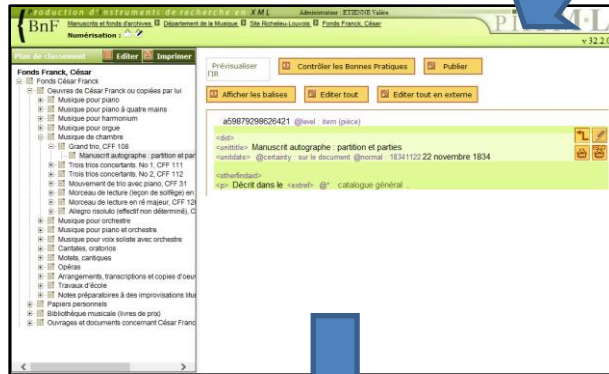 Production d'instruments de recherche en XML Administrateur : ETIENNE Valère
BnF Manuscrits et fonds d'archives Département de la Musique Site Richelieu-Louvois Fonds Franck, César
Numérisation :
v 32.2.0
Plan de classement Editer Imprimer
Fonds Franck, César
Fonds César Franck
Oeuvres de César Franck ou copiées par lui
Musique pour piano
Musique pour piano à quatre mains
Musique pour harmonium
Musique pour orgue
Musique de chambre
Grand trio, CFF 108
Manuscrit autographe : partition et par
Trois trios concertants. No 1, CFF 111
Trois trios concertants. No 2, CFF 112
Mouvement de trio avec piano, CFF 31
Morceau de lecture (leçon de solfège) en
Morceau de lecture en ré majeur, CFF 12
Allegro risoluto (effectif non déterminé), C
Musique pour orchestre
Musique pour piano et orchestre
Musique pour voix soliste avec orchestre
Cantates, oratorios
Motets, cantiques
Opéras
Arrangements, transcriptions et copies d'oeu
Travaux d'école
Notes préparatoires à des improvisations litu
Papiers personnels
Bibliothèque musicale (livres de prix)
Ouvrages et documents concernant César Franc
Prévisualiser l'IR
Contrôler les Bonnes Pratiques
Publier
Afficher les balises
Editer tout
Editer tout en externe
a59879298626421 @level : item (pièce)
<did>
<unittitle> Manuscrit autographe : partition et parties
<unitdate> @certainty : sur le document @normal : 18341122 22 novembre 1834
<otherfindaid>
<p> Décrit dans le <extref> @* catalogue général .